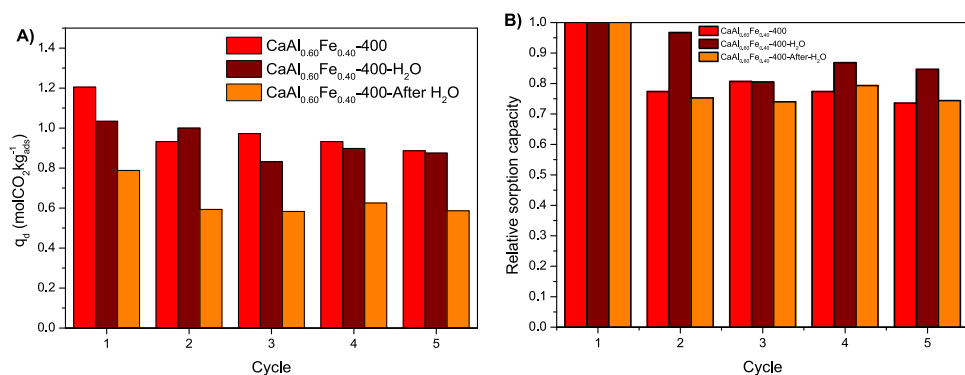 A)
CaAl0.60Fe0.40-400
CaAl0.60Fe0.40-400-H2O
CaAl0.60Fe0.40-400-After H2O
qd (molCO2kg-1ads)
1.4
1.2
1.0
0.8
0.6
0.4
0.2
0.0
1 2 3 4 5
Cycle
B)
CaAl0.60Fe0.40-400
CaAl0.60Fe0.40-400-H2O
CaAl0.60Fe0.40-400-After-H2O
Relative sorption capacity
1.0
0.9
0.8
0.7
0.6
0.5
0.4
0.3
0.2
0.1
0.0
1 2 3 4 5
Cycle